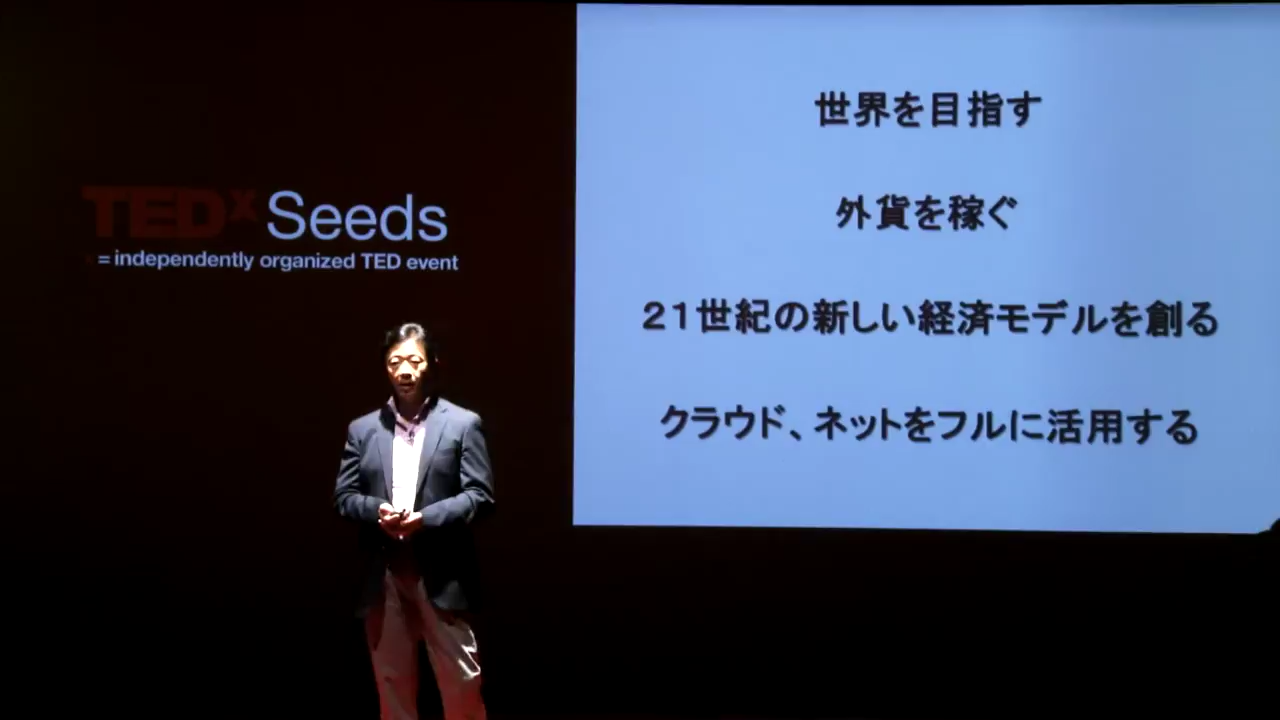 TEDx Seeds
x = independently organized TED event
世界を目指す
外貨を稼ぐ
２１世紀の新しい経済モデルを創る
クラウド、ネットをフルに活用する